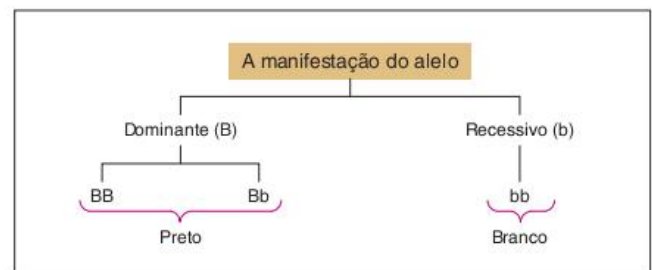 A manifestação do alelo
Dominante (B) Recessivo (b)
BB Bb bb
Preto Branco